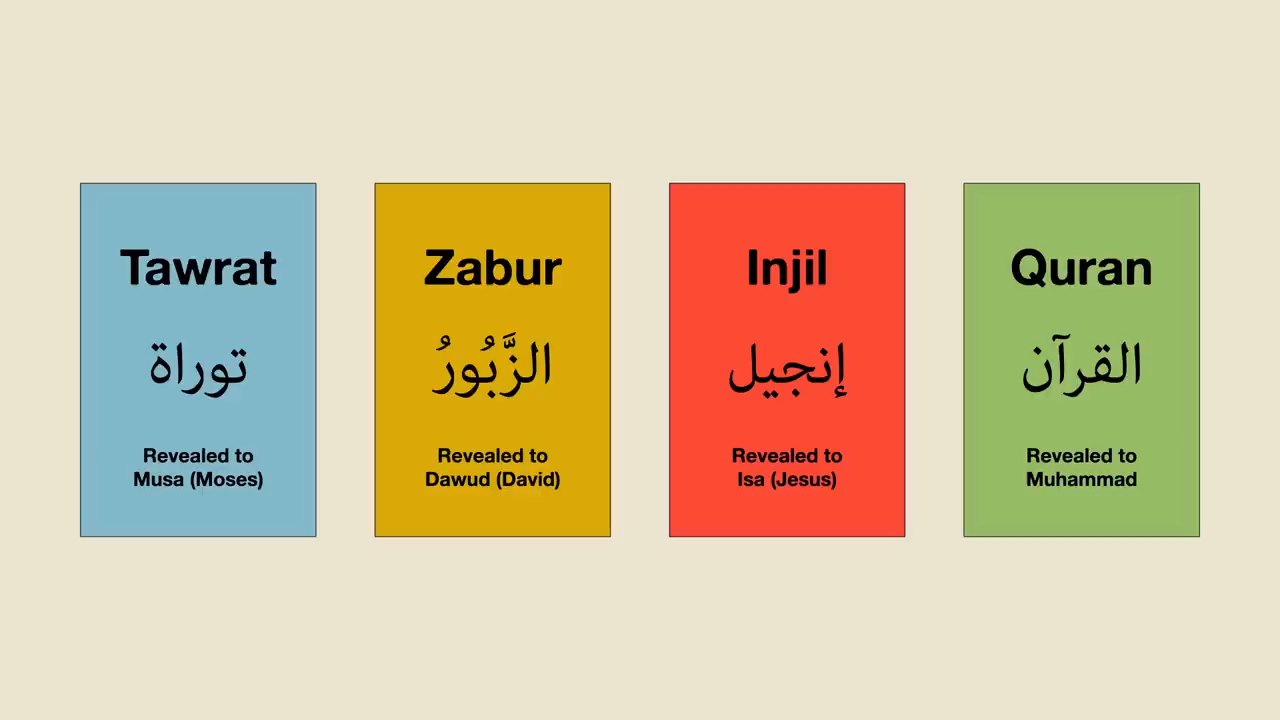 Tawrat
توراة
Revealed to
Musa (Moses)
Zabur
الزَّبُورُ
Revealed to
Dawud (David)
Injil
إنجيل
Revealed to
Isa (Jesus)
Quran
القرآن
Revealed to
Muhammad